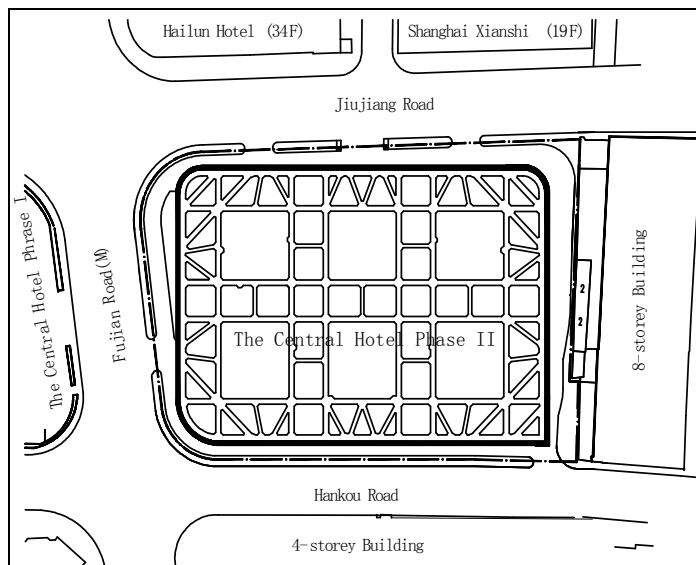 Hailun Hotel (34F)
Shanghai Xianshi (19F)
Jiujiang Road
The Central Hotel Phrase I
Fujian Road(M)
The Central Hotel Phase II
2
2
8-storey Building
Hankou Road
4-storey Building